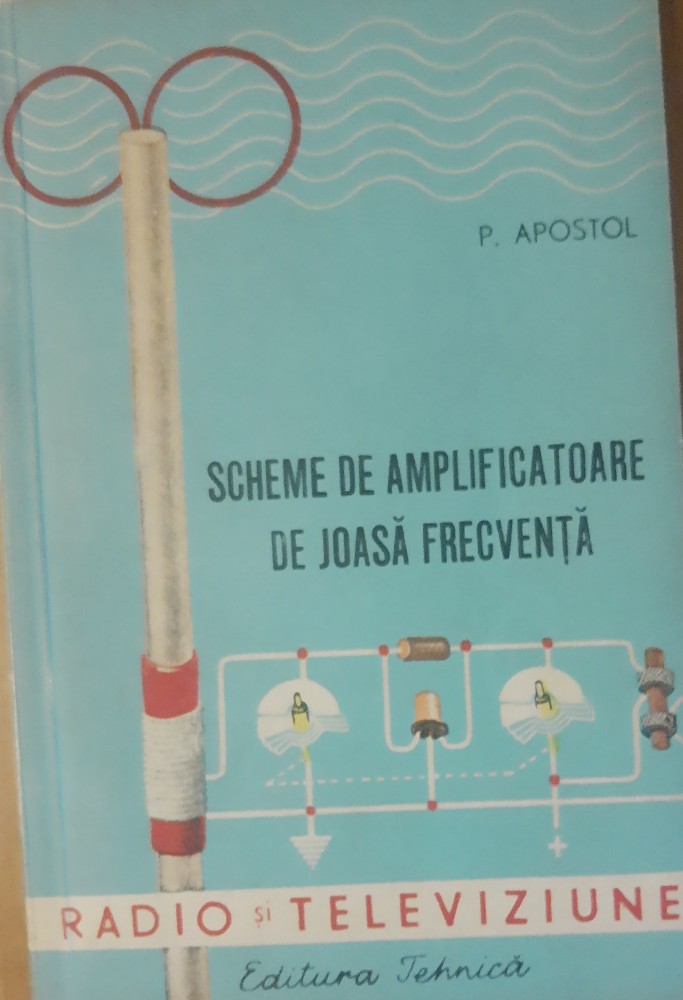 P. APOSTOL
SCHEME DE AMPLIFICATOARE
DE JOASĂ FRECVENȚĂ
RADIO și TELEVIZIUNE
Editura Tehnică